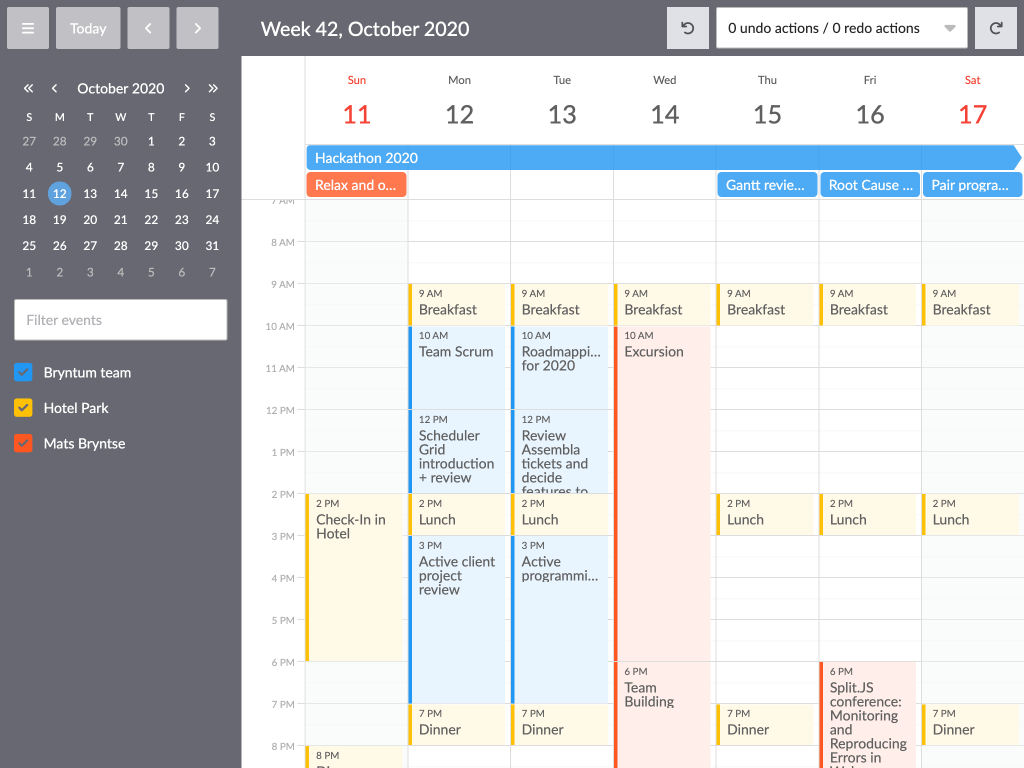 Today
Week 42, October 2020
0 undo actions / 0 redo actions
October 2020
S M T W T F S
27 28 29 30 1 2 3
4 5 6 7 8 9 10
11 12 13 14 15 16 17
18 19 20 21 22 23 24
25 26 27 28 29 30 31
1 2 3 4 5 6 7
Filter events
Bryntum team
Hotel Park
Mats Bryntse
Sun Mon Tue Wed Thu Fri Sat
11 12 13 14 15 16 17
Hackathon 2020
Relax and o...
Gantt revie...
Root Cause ...
Pair progra...
7 AM
8 AM
9 AM
10 AM
11 AM
12 PM
1 PM
2 PM
3 PM
4 PM
5 PM
6 PM
7 PM
8 PM
2 PM
Check-In in
Hotel
8 PM
9 AM
Breakfast
10 AM
Team Scrum
12 PM
Scheduler
Grid
introduction
+ review
2 PM
Lunch
3 PM
Active client
project
review
7 PM
Dinner
9 AM
Breakfast
10 AM
Roadmappi...
for 2020
12 PM
Review
Assembla
tickets and
decide
features to
2 PM
Lunch
3 PM
Active
programmi...
7 PM
Dinner
9 AM
Breakfast
10 AM
Excursion
6 PM
Team
Building
9 AM
Breakfast
2 PM
Lunch
7 PM
Dinner
9 AM
Breakfast
2 PM
Lunch
6 PM
Split.JS
conference:
Monitoring
and
Reproducing
Errors in
9 AM
Breakfast
2 PM
Lunch
7 PM
Dinner